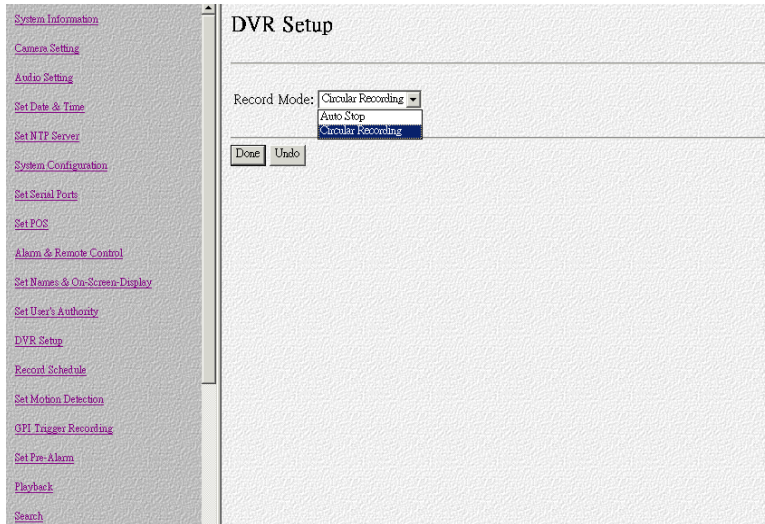 System Information
Camera Setting
Audio Setting
Set Date & Time
Set NTP Server
System Configuration
Set Serial Ports
Set POS
Alarm & Remote Control
Set Names & On-Screen-Display
Set User's Authority
DVR Setup
Record Schedule
Set Motion Detection
GPI Trigger Recording
Set Pre-Alarm
Playback
Search
DVR Setup
Record Mode: Circular Recording
Auto Stop
Circular Recording
Done Undo